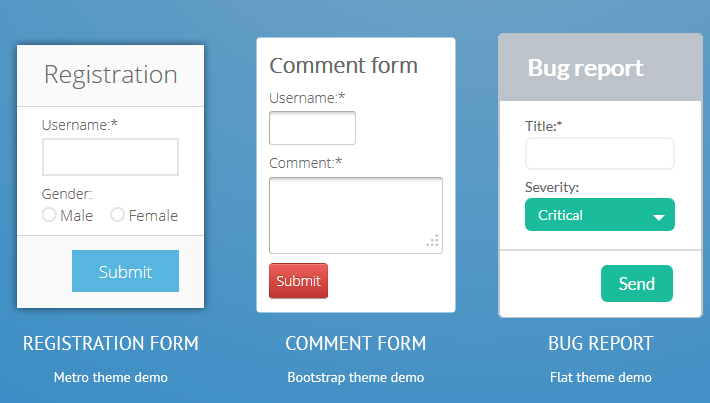 Registration
Username:*
Gender:
Male Female
Submit
REGISTRATION FORM
Metro theme demo
Comment form
Username:*
Comment:*
Submit
COMMENT FORM
Bootstrap theme demo
Bug report
Title:*
Severity:
Critical
Send
BUG REPORT
Flat theme demo